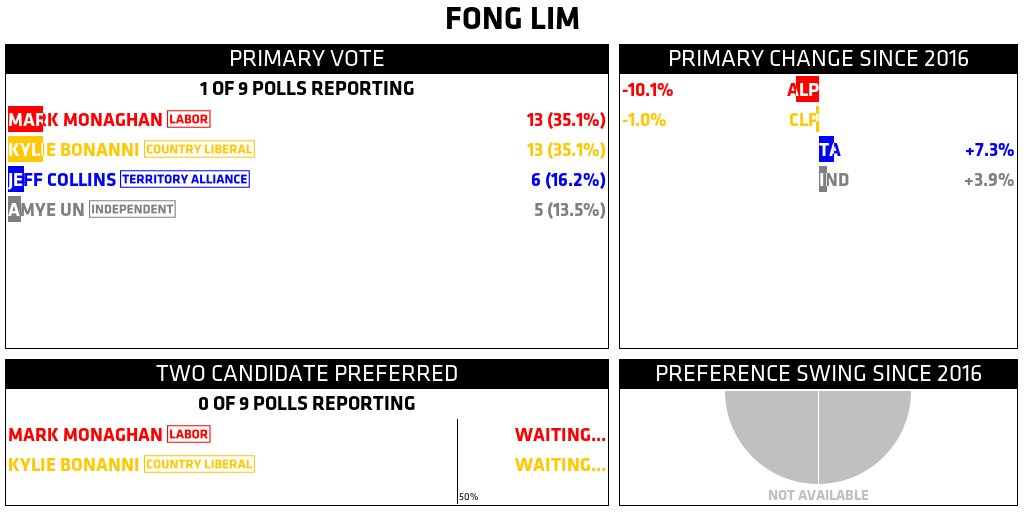 FONG LIM
PRIMARY VOTE
1 OF 9 POLLS REPORTING
MARK MONAGHAN LABOR 13 (35.1%)
KYLIE BONANNI COUNTRY LIBERAL 13 (35.1%)
JEFF COLLINS TERRITORY ALLIANCE 6 (16.2%)
AMYE UN INDEPENDENT 5 (13.5%)
PRIMARY CHANGE SINCE 2016
-10.1% ALP
-1.0% CLP
TA +7.3%
IND +3.9%
TWO CANDIDATE PREFERRED
0 OF 9 POLLS REPORTING
MARK MONAGHAN LABOR WAITING...
KYLIE BONANNI COUNTRY LIBERAL WAITING...
50%
PREFERENCE SWING SINCE 2016
NOT AVAILABLE